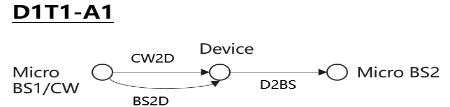 D1T1-A1
Device
CW2D
Micro
BS1/CW
Micro BS2
D2BS
BS2D